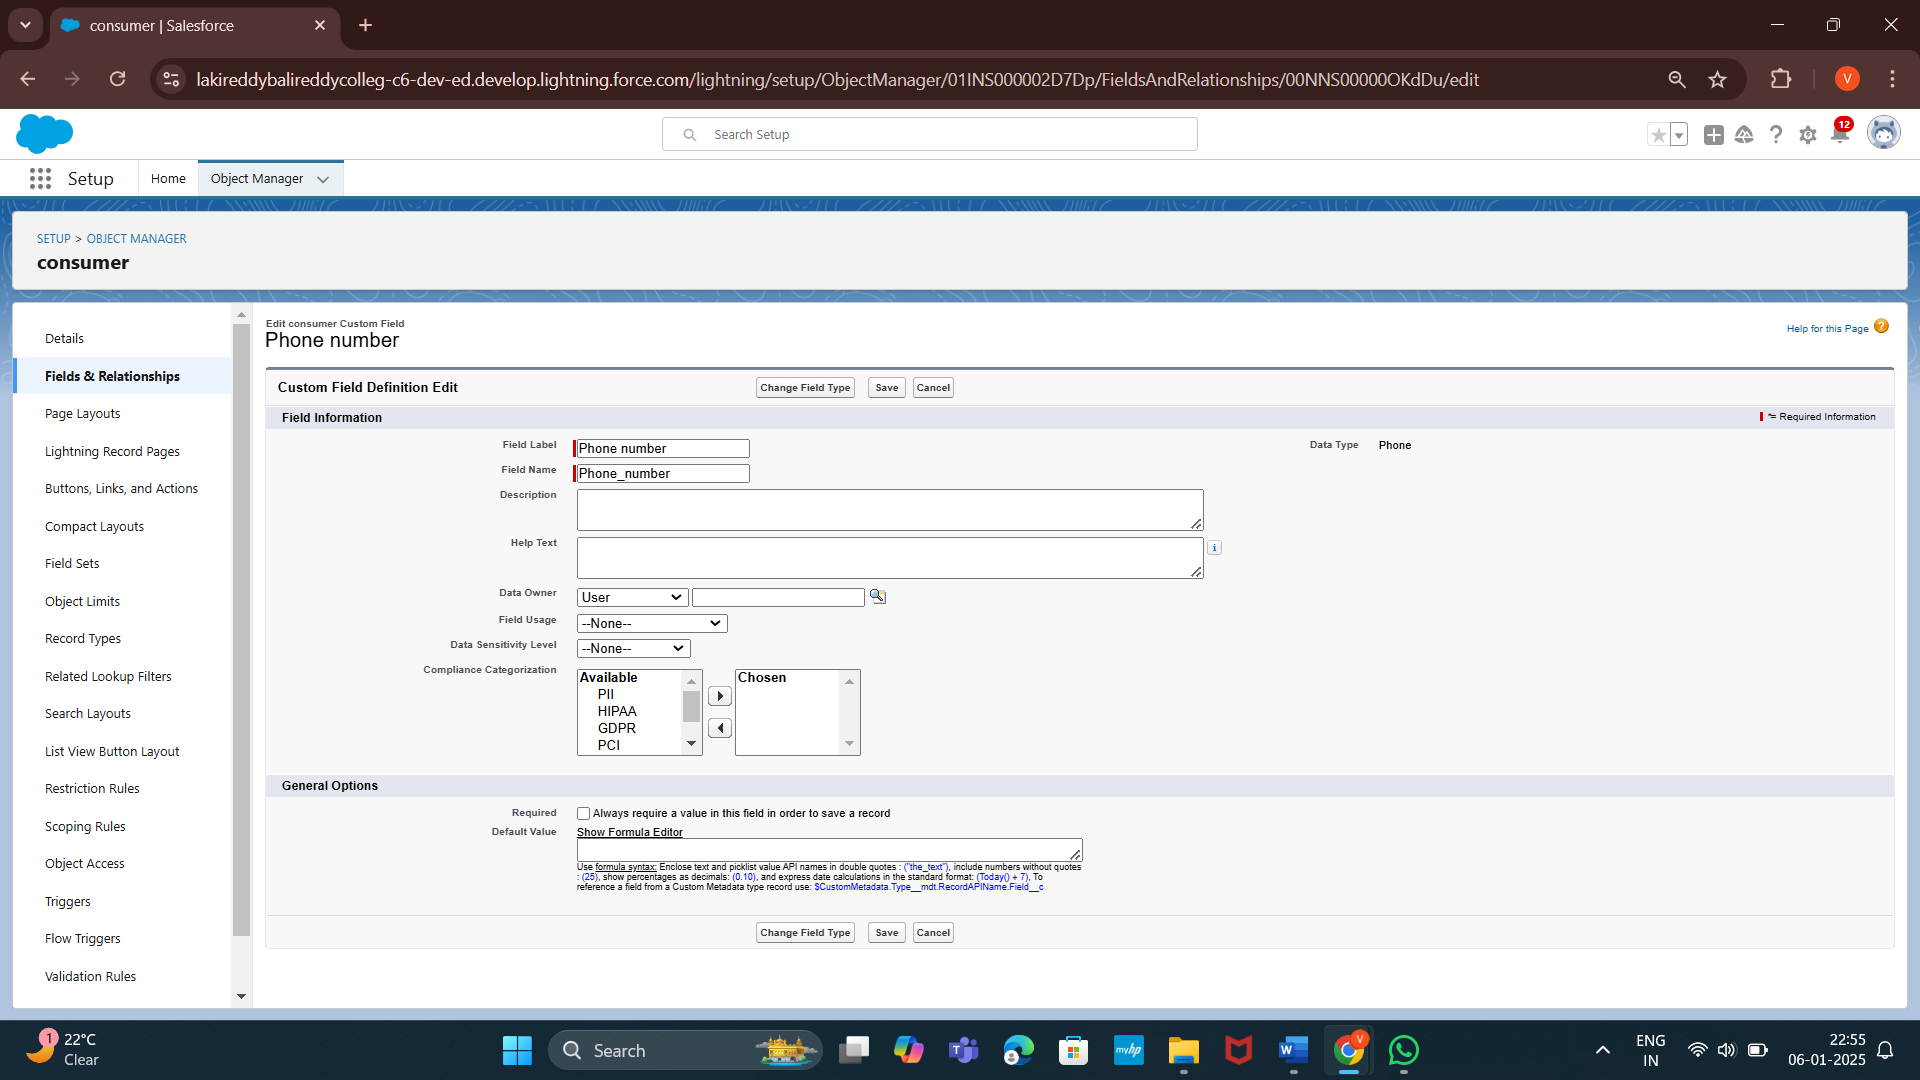 consumer | Salesforce
lakireddybalireddycolleg-c6-dev-ed.develop.lightning.force.com/lightning/setup/ObjectManager/01INS000002D7Dp/FieldsAndRelationships/00NNS00000OKdDu/edit
V
Search Setup
12
Setup
Home
Object Manager
SETUP > OBJECT MANAGER
consumer
Details
Fields & Relationships
Page Layouts
Lightning Record Pages
Buttons, Links, and Actions
Compact Layouts
Field Sets
Object Limits
Record Types
Related Lookup Filters
Search Layouts
List View Button Layout
Restriction Rules
Scoping Rules
Object Access
Triggers
Flow Triggers
Validation Rules
Edit consumer Custom Field
Phone number
Help for this Page ?
Custom Field Definition Edit
Change Field Type Save Cancel
Field Information
*= Required Information
Field Label Phone number
Data Type Phone
Field Name Phone_number
Description
Help Text
i
Data Owner User
Field Usage --None--
Data Sensitivity Level --None--
Compliance Categorization
Available
PII
HIPAA
GDPR
PCI
Chosen
General Options
Required Always require a value in this field in order to save a record
Default Value Show Formula Editor
Use formula syntax: Enclose text and picklist value API names in double quotes : ("the_text"), include numbers without quotes
: (25), show percentages as decimals: (0.10), and express date calculations in the standard format: (Today() + 7), To
reference a field from a Custom Metadata type record use: $CustomMetadata.Type__mdt.RecordAPIName.Field__c
Change Field Type Save Cancel
1
22°C
Clear
Search
T
myhp
W
V
ENG
IN
22:55
06-01-2025